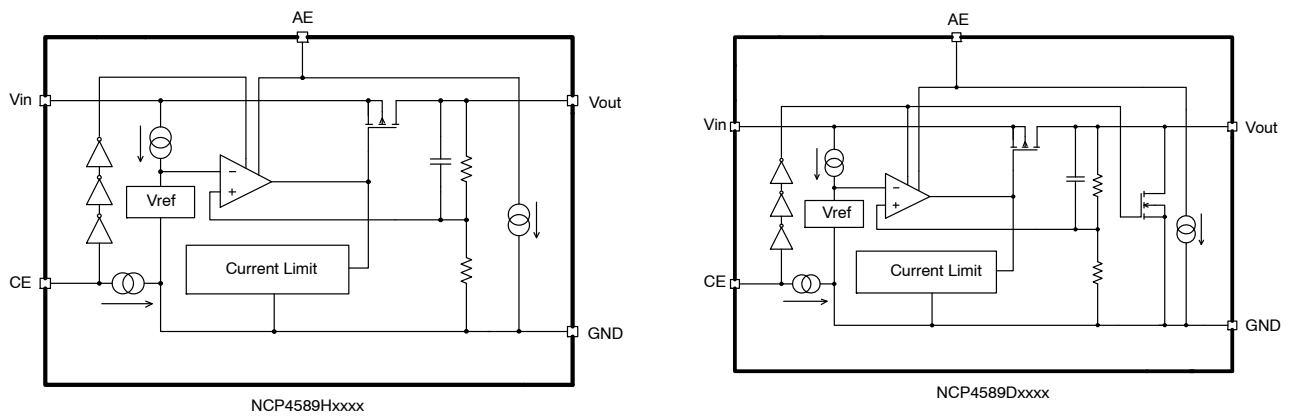 AE
Vin
Vout
−
+
Vref
Current Limit
CE
GND
NCP4589Hxxxx
AE
Vin
Vout
−
+
Vref
Current Limit
CE
GND
NCP4589Dxxxx